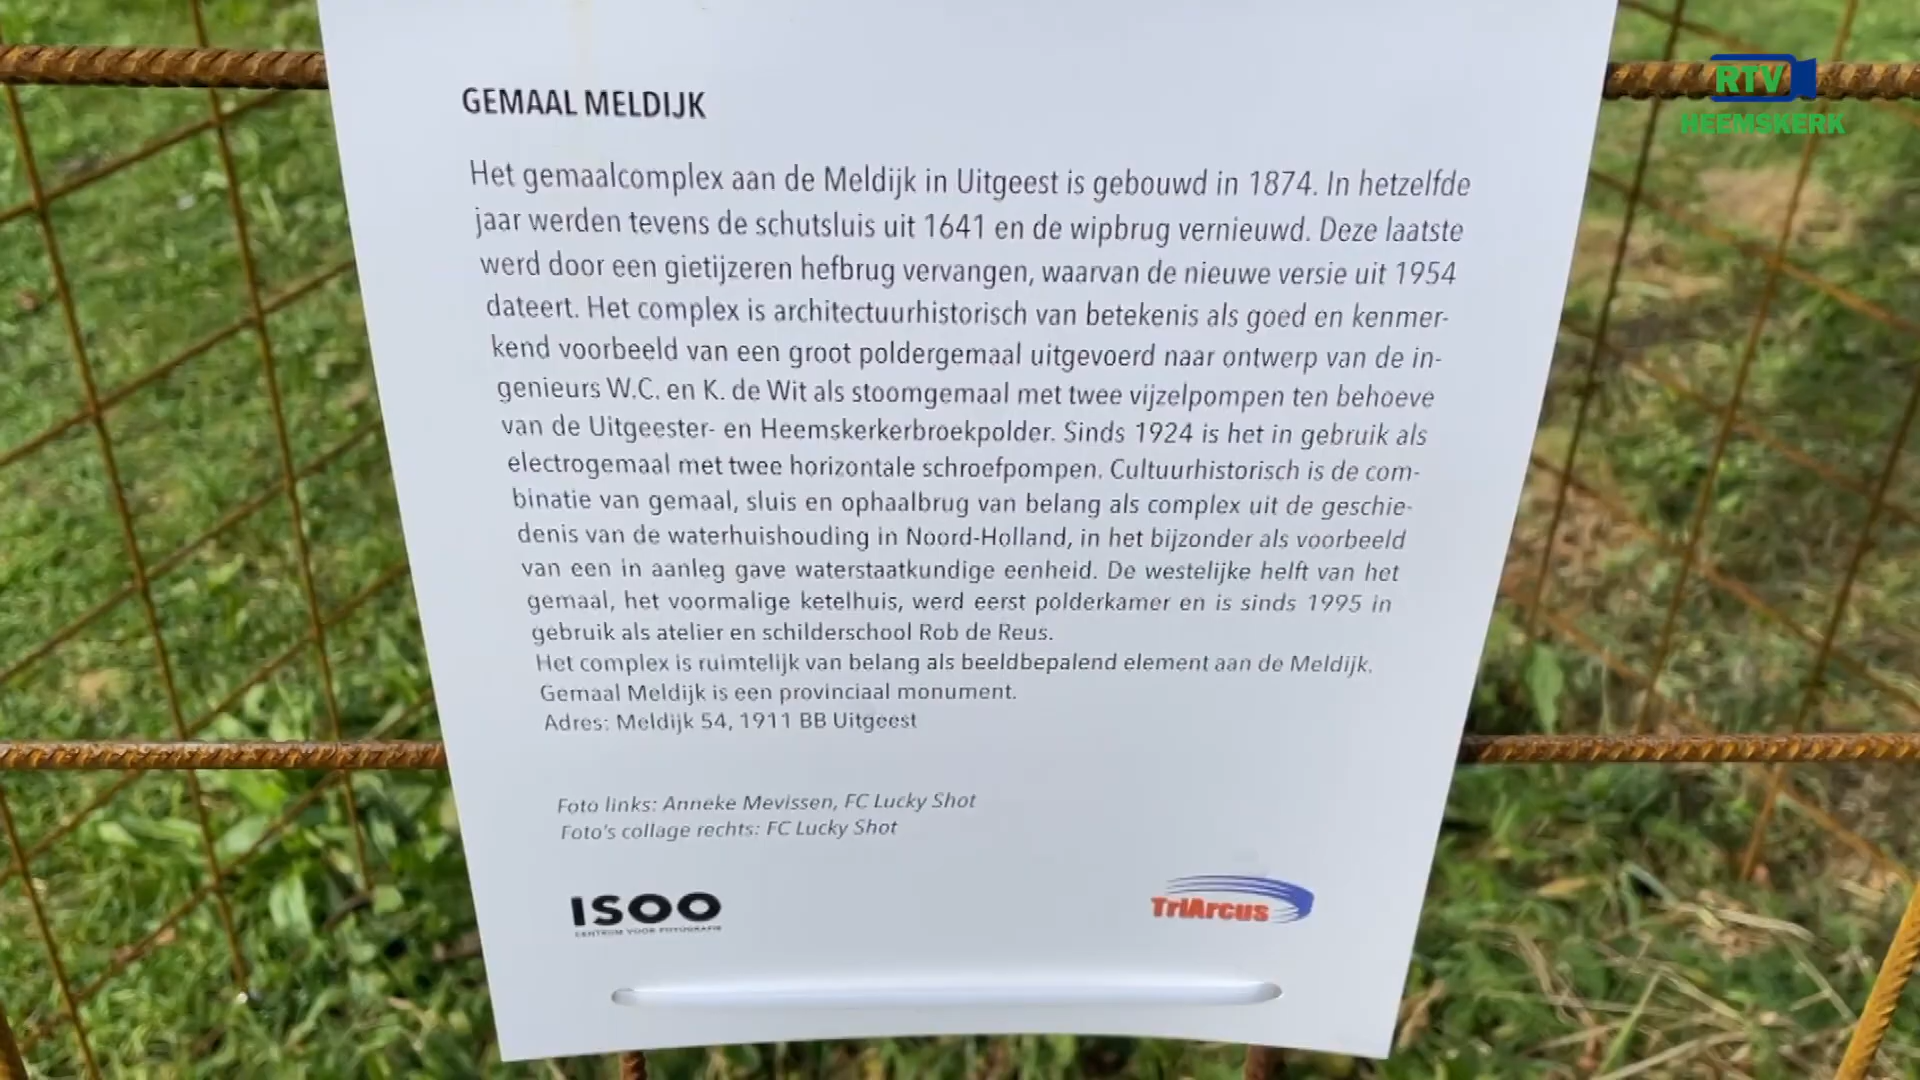 RTV
HEEMSKERK
GEMAAL MELDIJK
Het gemaalcomplex aan de Meldijk in Uitgeest is gebouwd in 1874. In hetzelfde
jaar werden tevens de schutsluis uit 1641 en de wipbrug vernieuwd. Deze laatste
werd door een gietijzeren hefbrug vervangen, waarvan de nieuwe versie uit 1954
dateert. Het complex is architectuurhistorisch van betekenis als goed en kenmer-
kend voorbeeld van een groot poldergemaal uitgevoerd naar ontwerp van de in-
genieurs W.C. en K. de Wit als stoomgemaal met twee vijzelpompen ten behoeve
van de Uitgeester- en Heemskerkerbroekpolder. Sinds 1924 is het in gebruik als
electrogemaal met twee horizontale schroefpompen. Cultuurhistorisch is de com-
binatie van gemaal, sluis en ophaalbrug van belang als complex uit de geschie-
denis van de waterhuishouding in Noord-Holland, in het bijzonder als voorbeeld
van een in aanleg gave waterstaatkundige eenheid. De westelijke helft van het
gemaal, het voormalige ketelhuis, werd eerst polderkamer en is sinds 1995 in
gebruik als atelier en schilderschool Rob de Reus.
Het complex is ruimtelijk van belang als beeldbepalend element aan de Meldijk.
Gemaal Meldijk is een provinciaal monument.
Adres: Meldijk 54, 1911 BB Uitgeest
Foto links: Anneke Mevissen, FC Lucky Shot
Foto's collage rechts: FC Lucky Shot
ISOO
CENTRUM VOOR FOTOGRAFIE
TriArcus